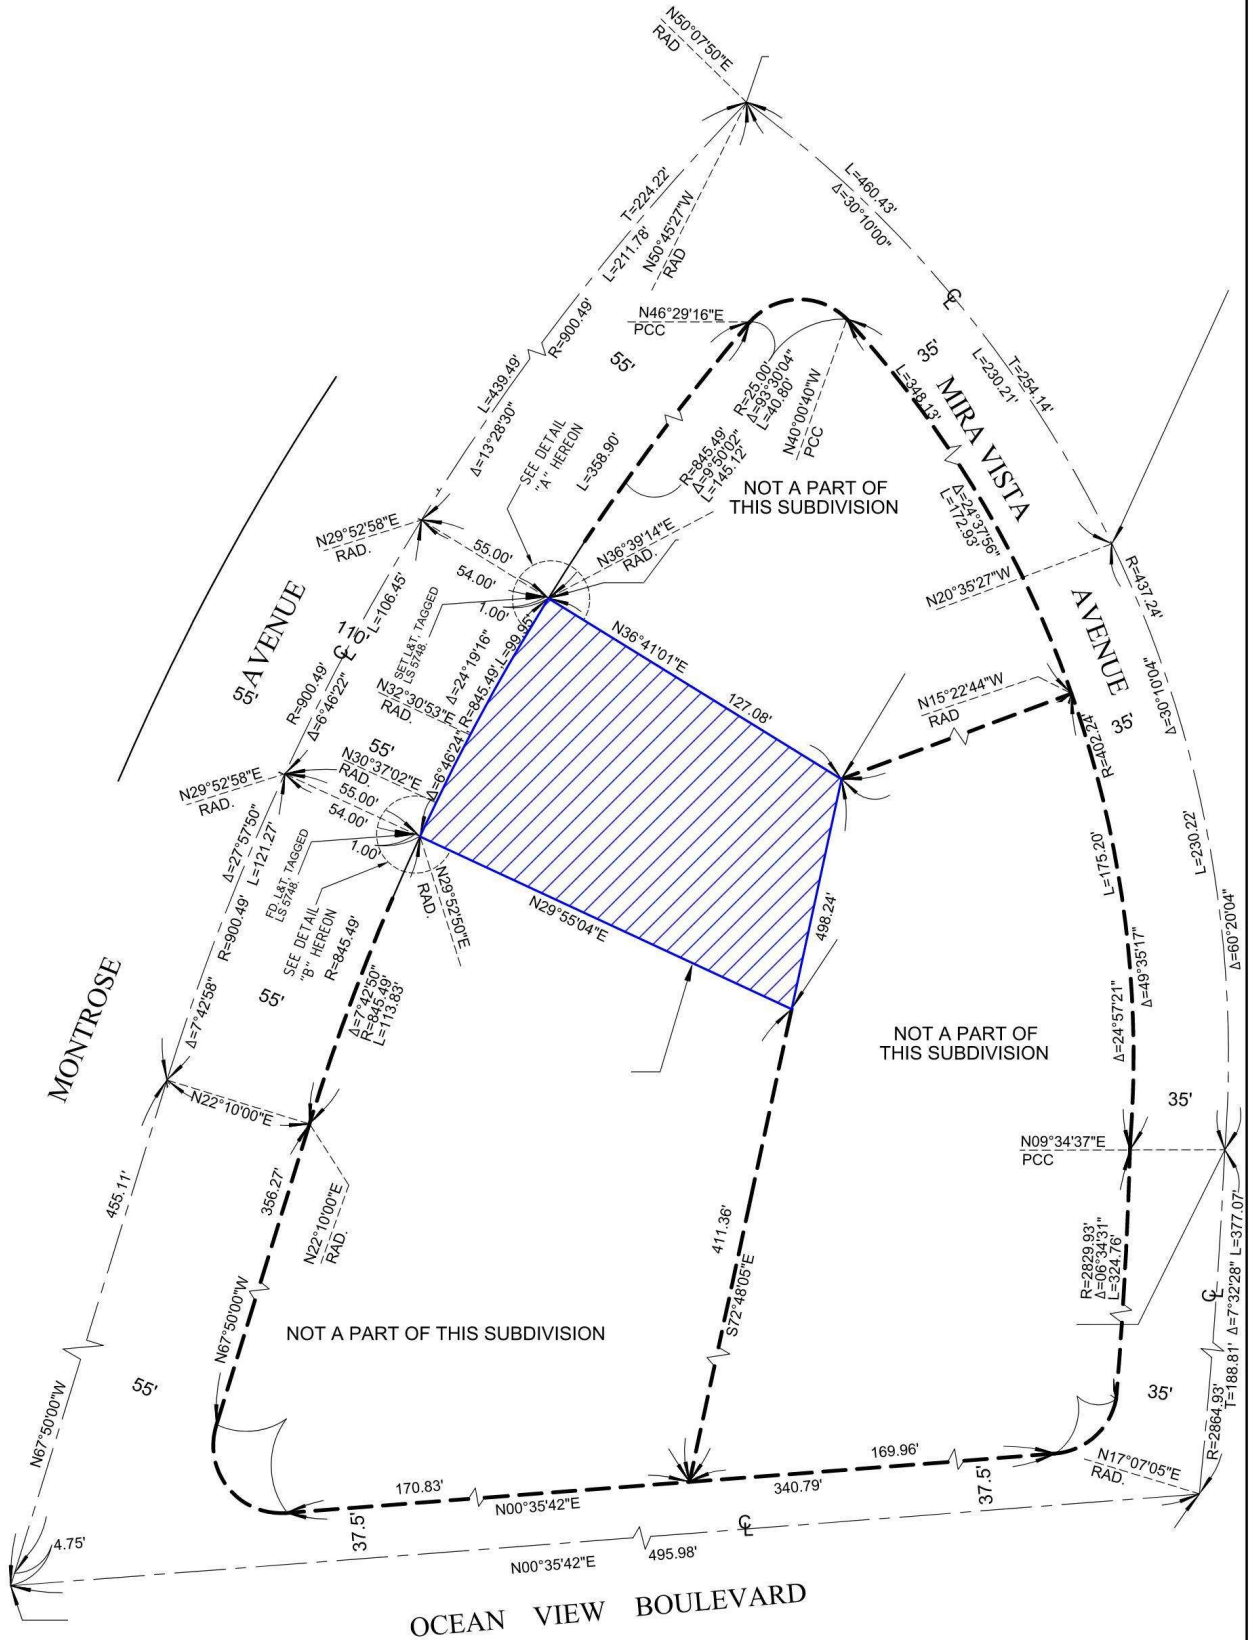 N50°07'50"E
RAD
T=224.22'
L=211.78'
N50°45'27"W
RAD
L=460.43'
Δ=30°10'00"
L=439.49'
R=900.49'
Δ=13°28'30"
N46°29'16"E
PCC
55'
R=25.00'
Δ=93°30'04"
L=40.80'
N40°00'40"W
PCC
L=348.13'
35'
℄
T=254.14'
L=230.21'
MIRA VISTA
AVENUE
SEE DETAIL
"A" HEREON
L=358.90'
R=845.49'
Δ=9°50'02"
L=145.12'
NOT A PART OF
THIS SUBDIVISION
Δ=24°37'56"
L=172.93'
N29°52'58"E
RAD.
55.00'
54.00'
1.00'
N36°39'14"E
RAD.
N20°35'27"W
R=437.24'
Δ=30°10'04"
L=230.22'
Δ=60°20'04"
AVENUE
55'
110'
℄
L=106.45'
R=900.49'
Δ=6°46'22"
SET L&T. TAGGED
LS 5748.
N32°30'53"E
RAD.
Δ=24°19'16"
R=845.49'
L=99.95'
Δ=6°46'24"
N36°41'01"E
127.08'
N15°22'44"W
RAD
35'
R=402.24'
L=175.20'
Δ=49°35'17"
Δ=24°57'21"
55'
N30°37'02"E
RAD.
N29°52'58"E
RAD.
55.00'
54.00'
1.00'
Δ=27°57'50"
L=121.27'
R=900.49'
Δ=7°42'58"
FD. L&T. TAGGED
LS 5748.
SEE DETAIL
"B" HEREON
R=845.49'
N29°52'50"E
RAD.
N29°55'04"E
498.24'
MONTROSE
55'
Δ=7°42'50"
R=845.49'
L=113.83'
NOT A PART OF
THIS SUBDIVISION
N22°10'00"E
35'
N09°34'37"E
PCC
455.11'
356.27'
N22°10'00"E
RAD.
411.36'
S72°48'05"E
R=2829.93'
Δ=06°34'31"
L=324.76'
L=377.07'
Δ=7°32'28"
T=188.81'
℄
R=2864.93'
N67°50'00"W
NOT A PART OF THIS SUBDIVISION
55'
N67°50'00"W
35'
170.83'
169.96'
N00°35'42"E
340.79'
N17°07'05"E
RAD.
37.5'
37.5'
4.75'
℄
N00°35'42"E
495.98'
OCEAN VIEW BOULEVARD